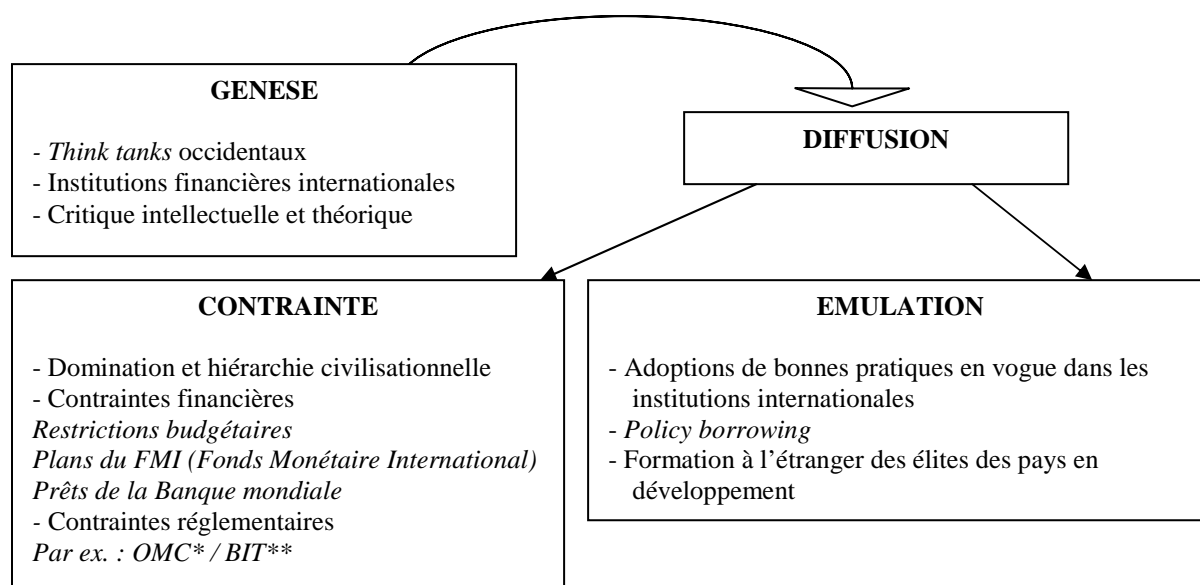 GENESE
- Think tanks occidentaux
- Institutions financières internationales
- Critique intellectuelle et théorique
DIFFUSION
CONTRAINTE
- Domination et hiérarchie civilisationnelle
- Contraintes financières
Restrictions budgétaires
Plans du FMI (Fonds Monétaire International)
Prêts de la Banque mondiale
- Contraintes réglementaires
Par ex. : OMC* / BIT**
EMULATION
- Adoptions de bonnes pratiques en vogue dans les
institutions internationales
- Policy borrowing
- Formation à l’étranger des élites des pays en
développement